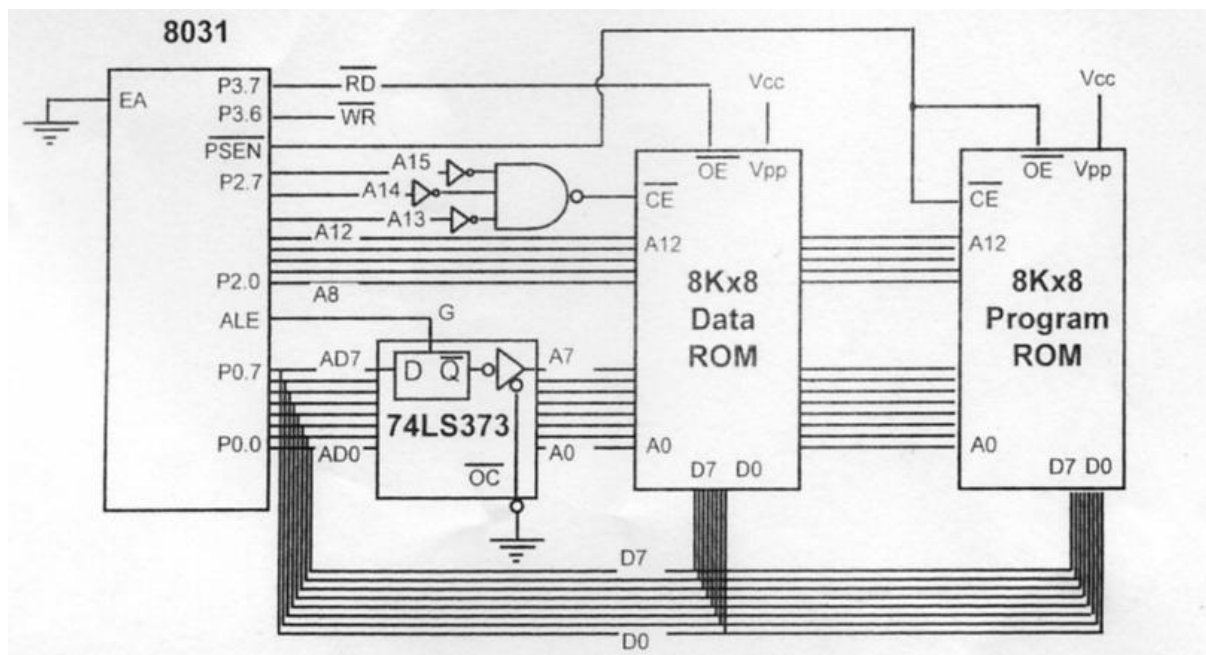 8031
EA
P3.7
P3.6
PSEN
P2.7
P2.0
ALE
P0.7
P0.0
RD
WR
A15
A14
A13
A12
A8
G
AD7
D Q
74LS373
AD0
OC
A7
A0
Vcc
OE Vpp
CE
A12
8Kx8
Data
ROM
A0
D7 D0
Vcc
OE Vpp
CE
A12
8Kx8
Program
ROM
A0
D7 D0
D7
D0